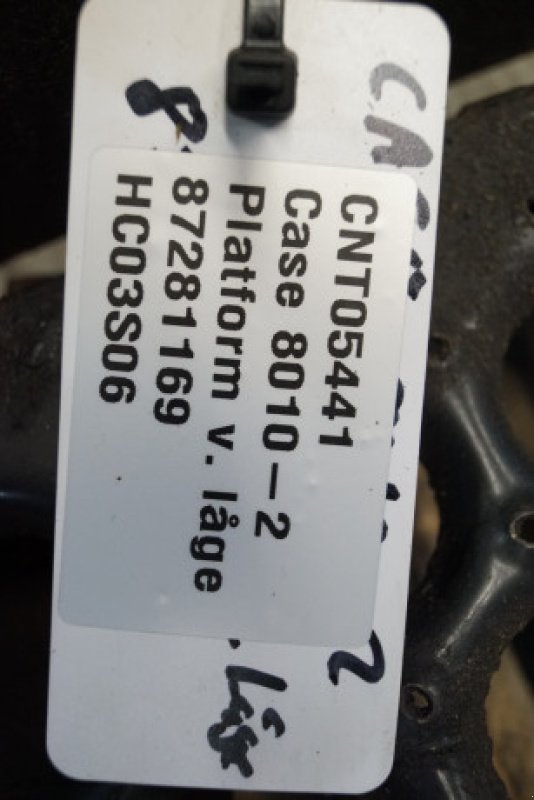 CNT05441
Case 8010-2
Platform v. låge
87281169
HC03S06